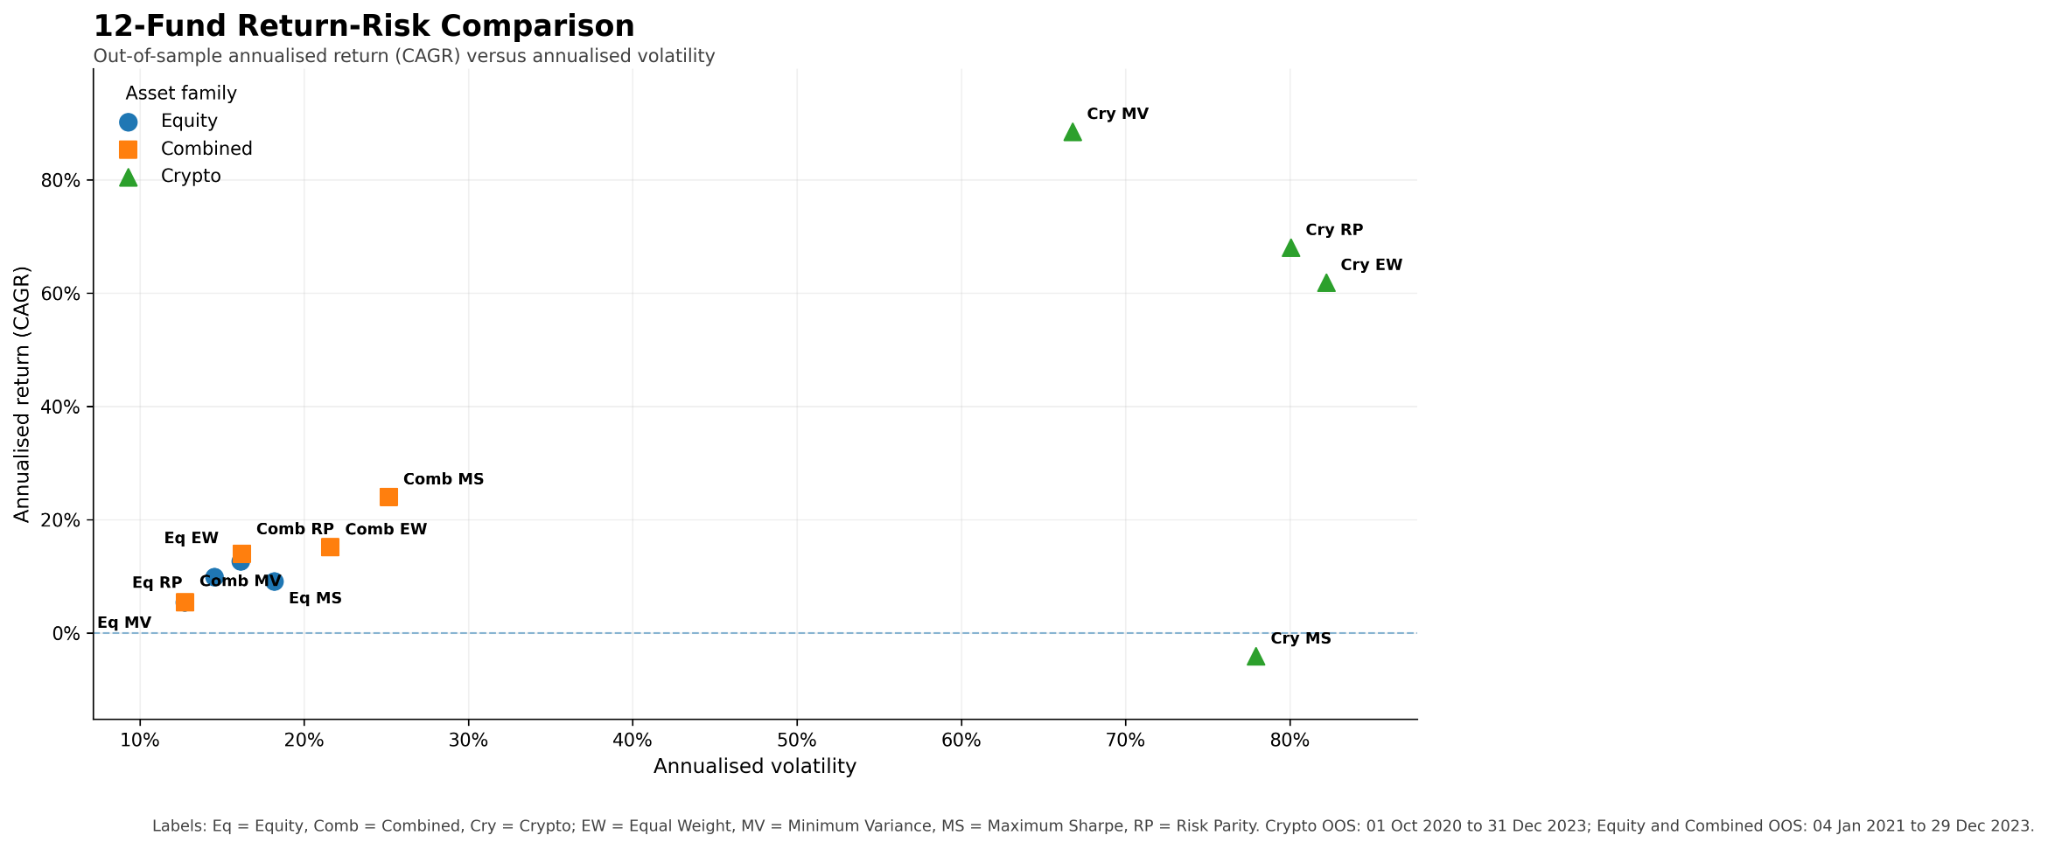 12-Fund Return-Risk Comparison
Out-of-sample annualised return (CAGR) versus annualised volatility
Asset family
Equity
Combined
Crypto
Annualised return (CAGR)
80%
60%
40%
20%
0%
Cry MV
Cry RP
Cry EW
Comb MS
Comb RP
Comb EW
Eq EW
Eq RP
Comb MV
Eq MS
Eq MV
Cry MS
10%
20%
30%
40%
50%
60%
70%
80%
Annualised volatility
Labels: Eq = Equity, Comb = Combined, Cry = Crypto; EW = Equal Weight, MV = Minimum Variance, MS = Maximum Sharpe, RP = Risk Parity. Crypto OOS: 01 Oct 2020 to 31 Dec 2023; Equity and Combined OOS: 04 Jan 2021 to 29 Dec 2023.